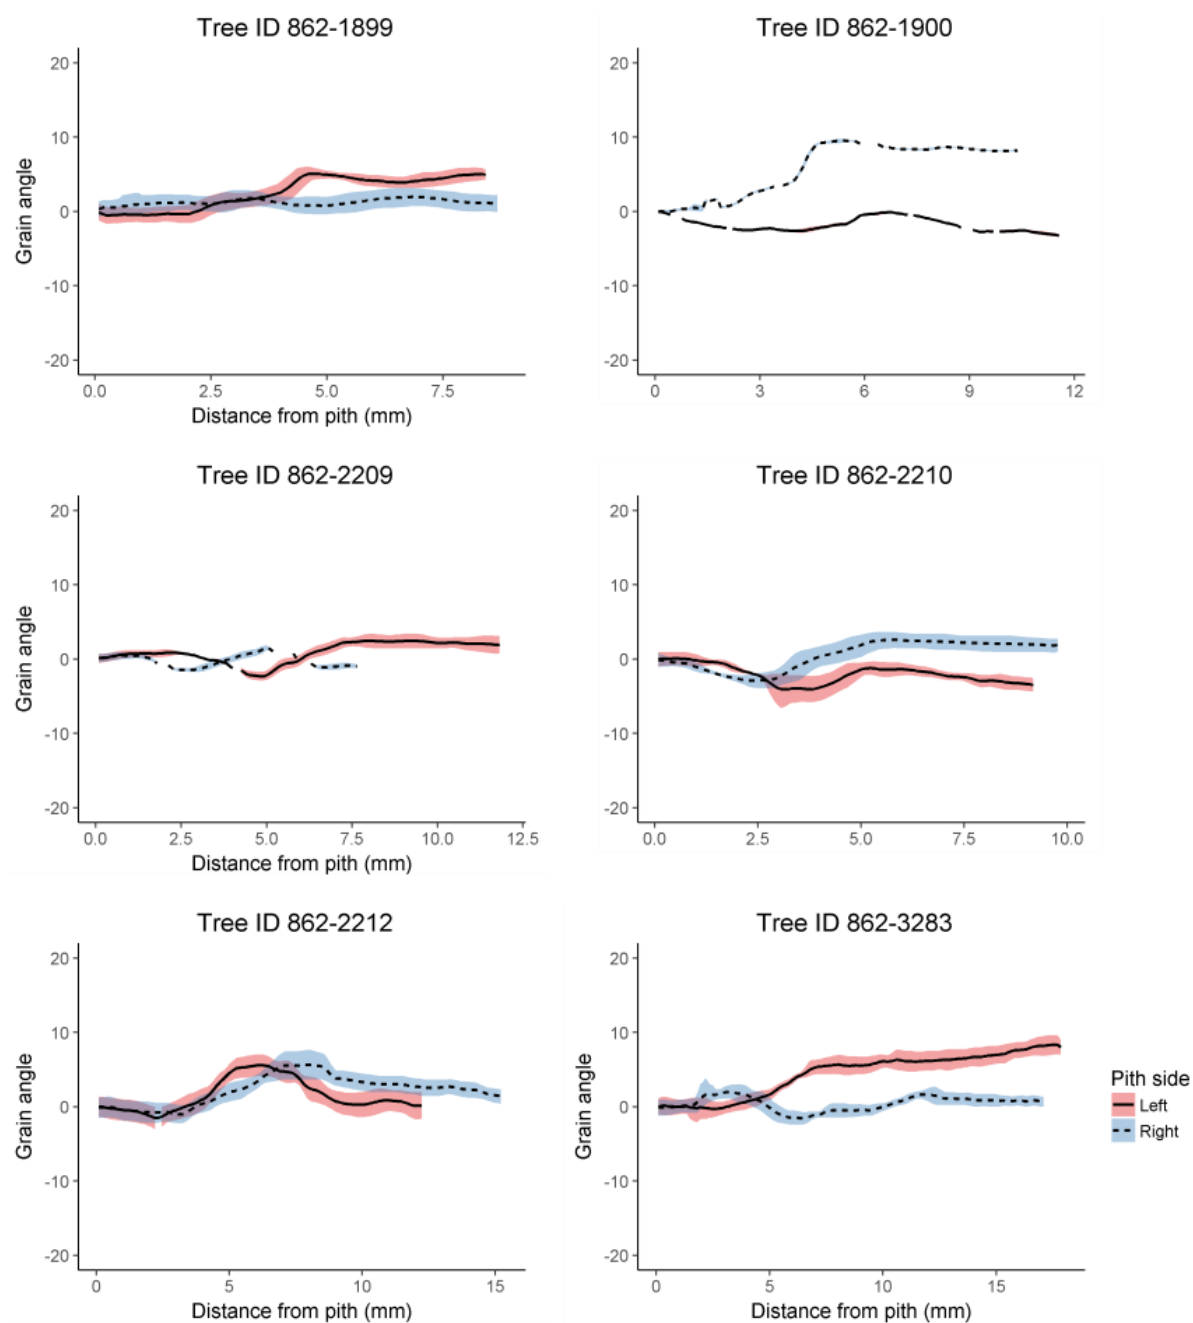 Tree ID 862-1899
Tree ID 862-1900
Grain angle
20
10
0
-10
-20
0.0 2.5 5.0 7.5
Distance from pith (mm)
20
10
0
-10
-20
0 3 6 9 12
Tree ID 862-2209
Tree ID 862-2210
Grain angle
20
10
0
-10
-20
0.0 2.5 5.0 7.5 10.0 12.5
Distance from pith (mm)
20
10
0
-10
-20
0.0 2.5 5.0 7.5 10.0
Tree ID 862-2212
Tree ID 862-3283
Grain angle
20
10
0
-10
-20
0 5 10 15
Distance from pith (mm)
Grain angle
20
10
0
-10
-20
0 5 10 15
Distance from pith (mm)
Pith side
Left
Right